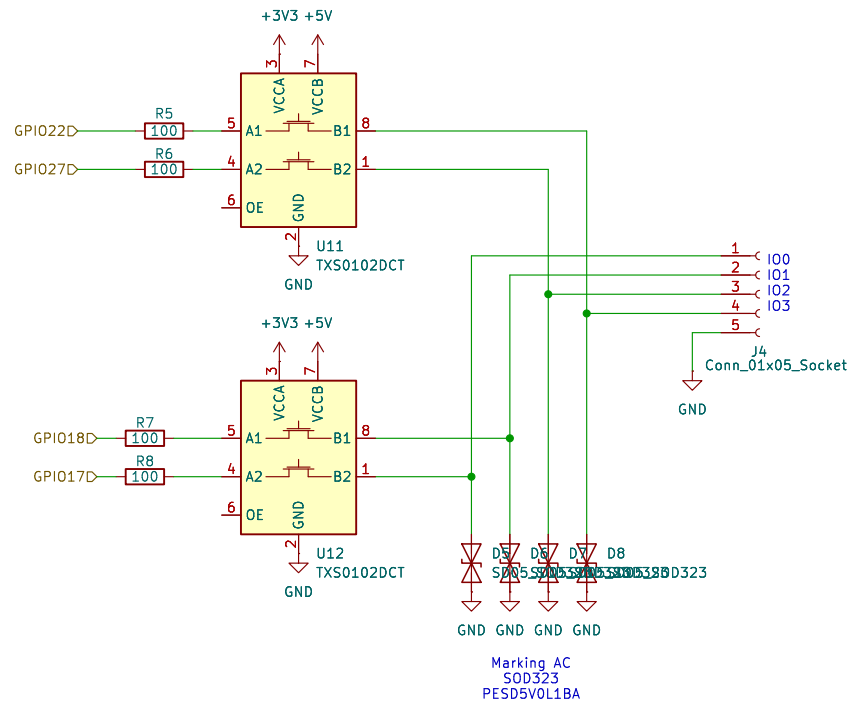 +3V3 +5V
3
7
VCCA
VCCB
R5
GPIO22
100
5
A1
B1
8
R6
GPIO27
100
4
A2
B2
1
6
OE
GND
2
U11
TXS0102DCT
GND
1
IO0
2
IO1
3
IO2
4
IO3
5
J4
Conn_01x05_Socket
GND
+3V3 +5V
3
7
VCCA
VCCB
R7
GPIO18
100
5
A1
B1
8
R8
GPIO17
100
4
A2
B2
1
6
OE
GND
2
U12
TXS0102DCT
GND
D5
D6
D7
D8
SD05_SOD323
GND GND GND GND
Marking AC
SOD323
PESD5V0L1BA